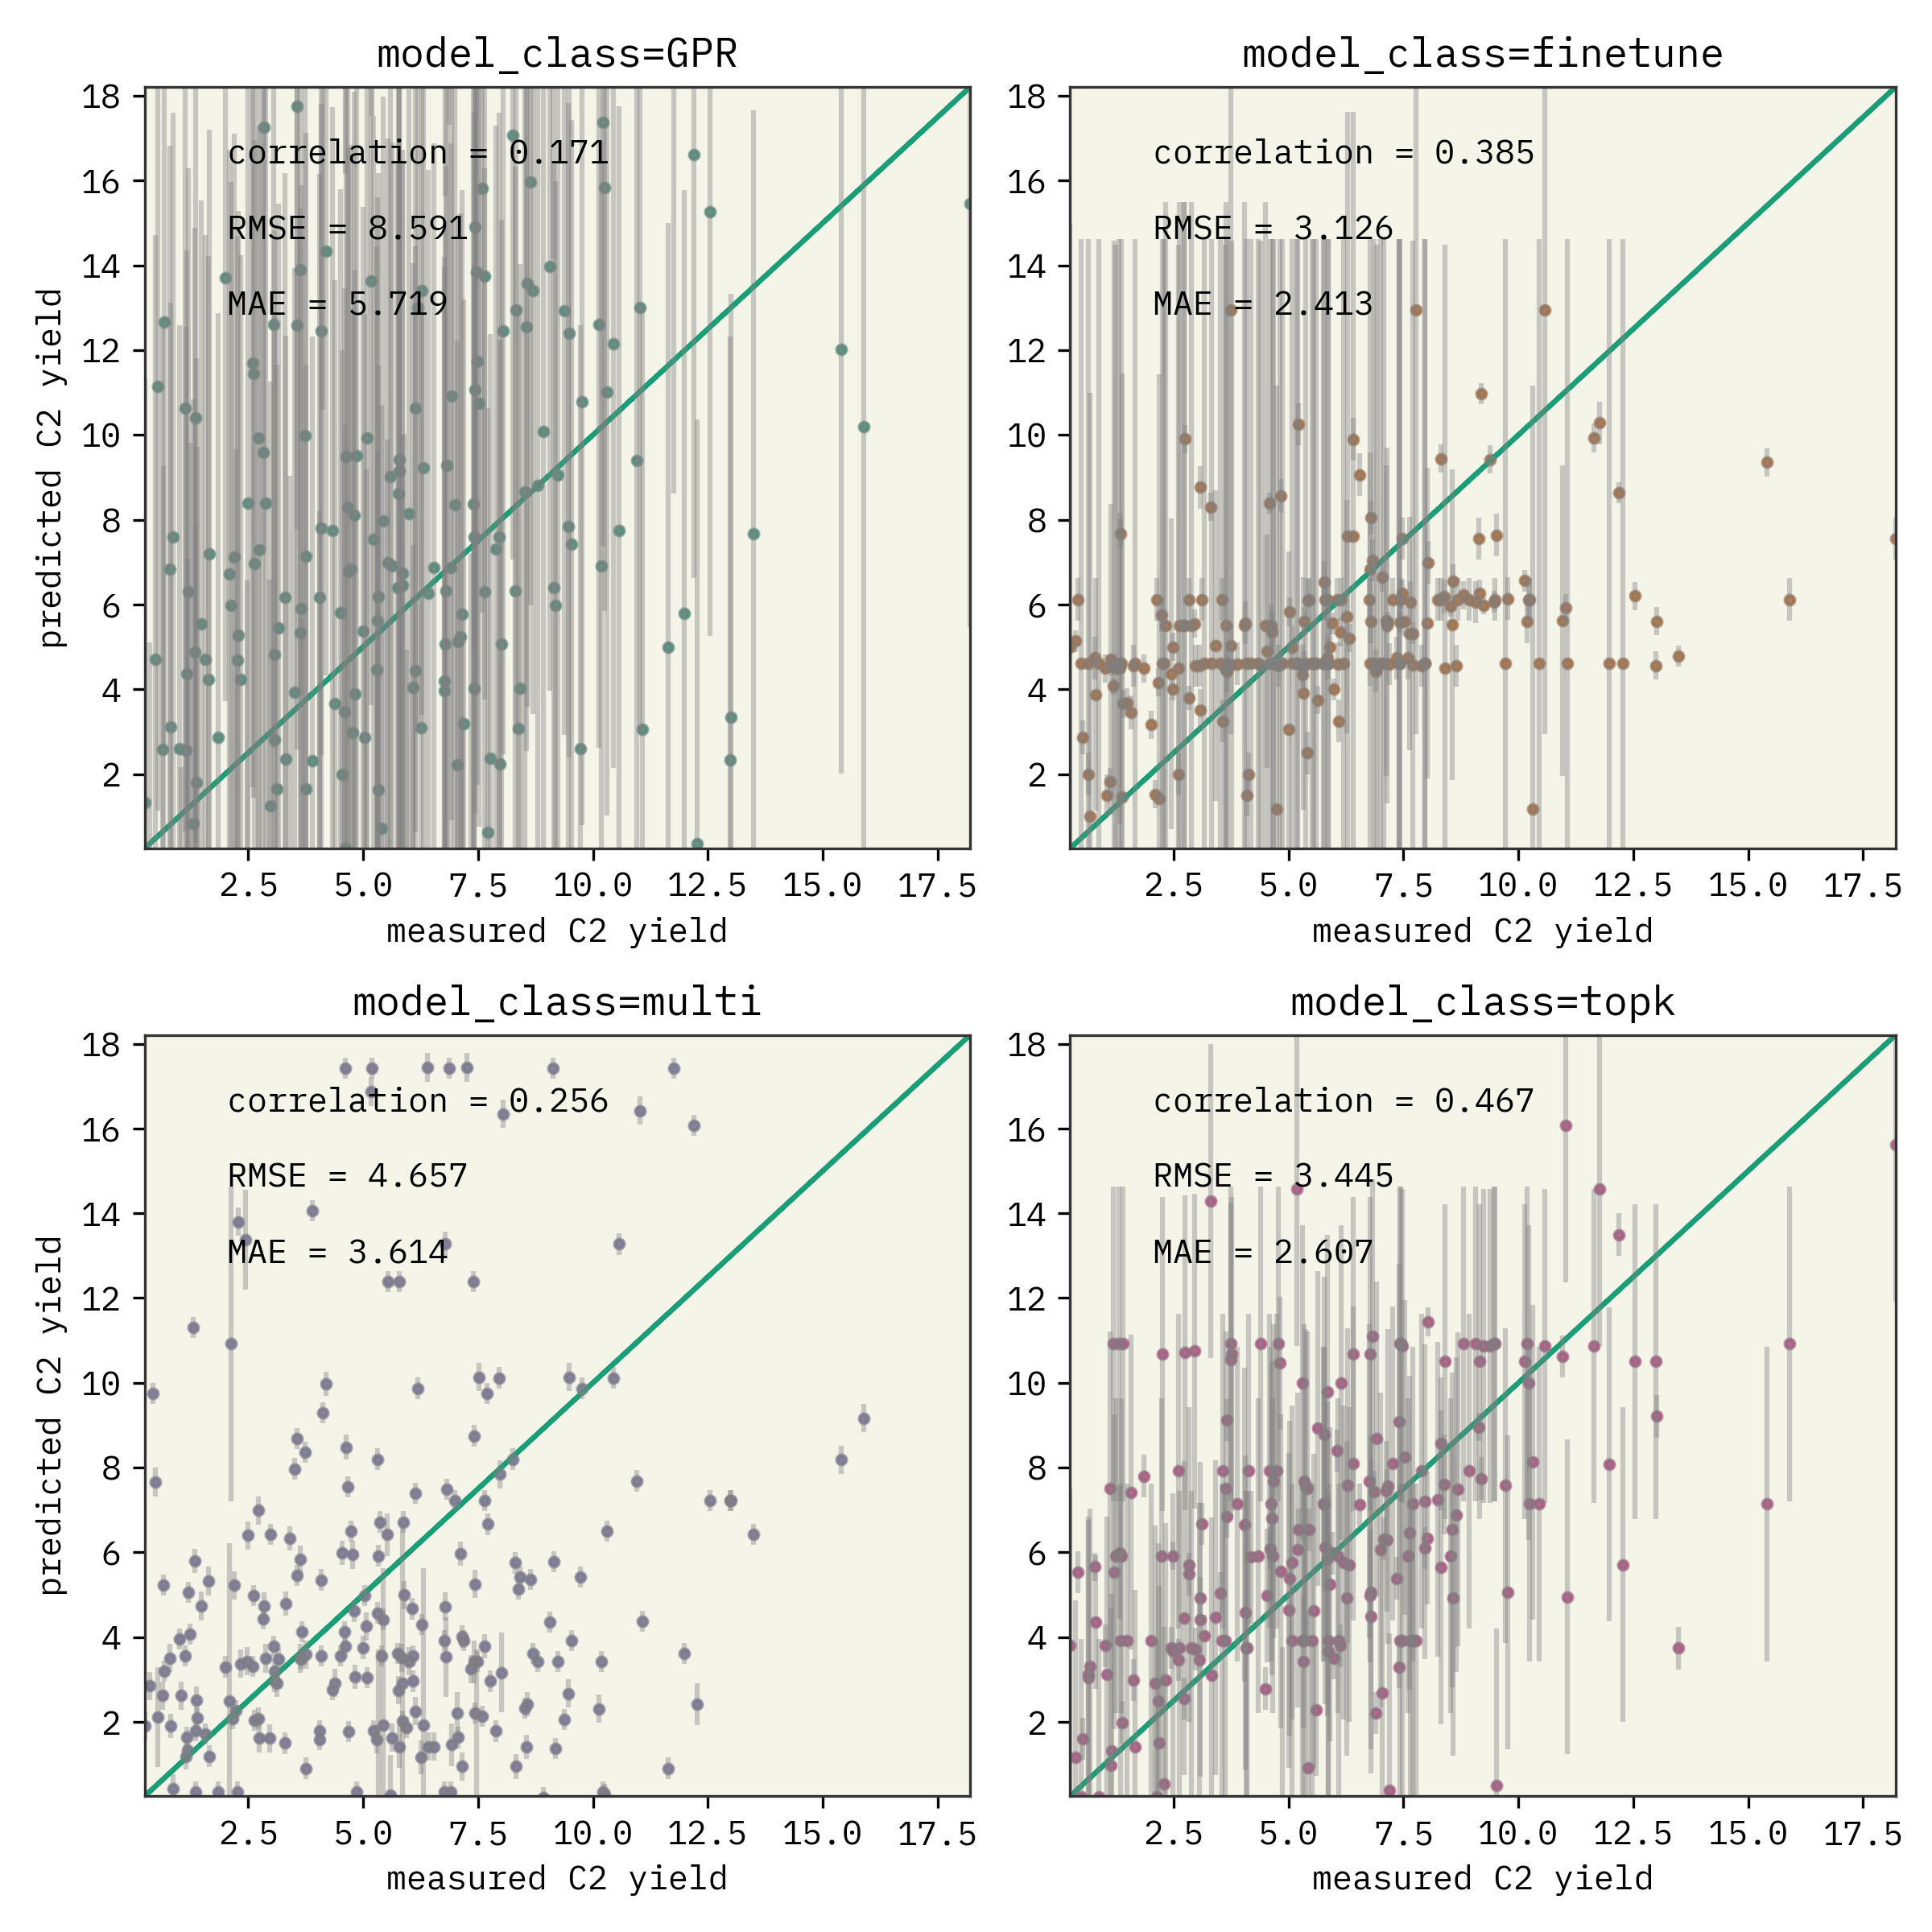 model_class=GPR
18
16
14
12
10
8
6
4
2
predicted C2 yield
correlation = 0.171
RMSE = 8.591
MAE = 5.719
2.5 5.0 7.5 10.0 12.5 15.0 17.5
measured C2 yield
model_class=finetune
18
16
14
12
10
8
6
4
2
correlation = 0.385
RMSE = 3.126
MAE = 2.413
2.5 5.0 7.5 10.0 12.5 15.0 17.5
measured C2 yield
model_class=multi
18
16
14
12
10
8
6
4
2
predicted C2 yield
correlation = 0.256
RMSE = 4.657
MAE = 3.614
2.5 5.0 7.5 10.0 12.5 15.0 17.5
measured C2 yield
model_class=topk
18
16
14
12
10
8
6
4
2
correlation = 0.467
RMSE = 3.445
MAE = 2.607
2.5 5.0 7.5 10.0 12.5 15.0 17.5
measured C2 yield